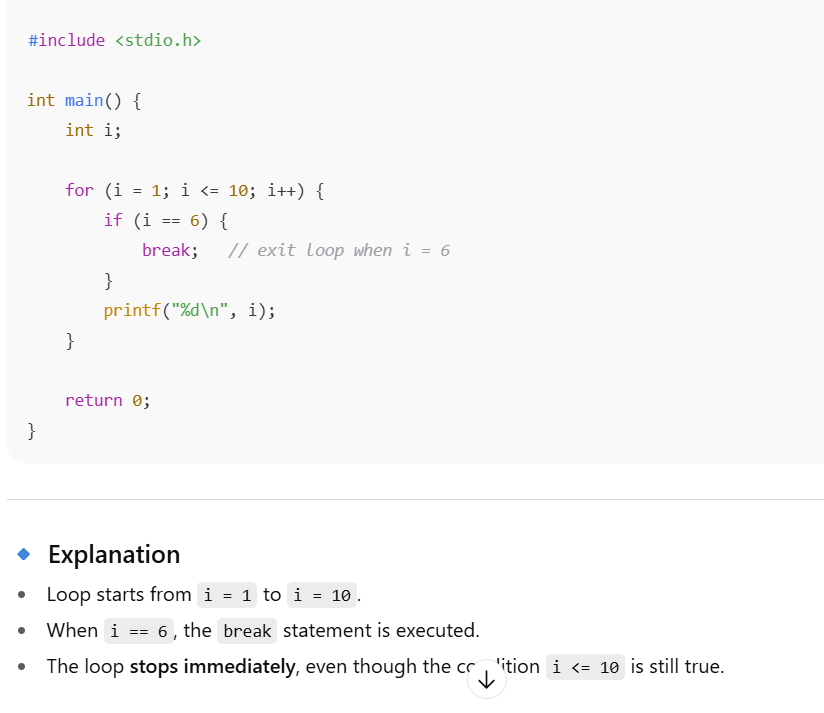 #include <stdio.h>
int main() {
int i;
for (i = 1; i <= 10; i++) {
if (i == 6) {
break;   // exit loop when i = 6
}
printf("%d\n", i);
}
return 0;
}
Explanation
Loop starts from i = 1 to i = 10.
When i == 6, the break statement is executed.
The loop stops immediately, even though the condition i <= 10 is still true.